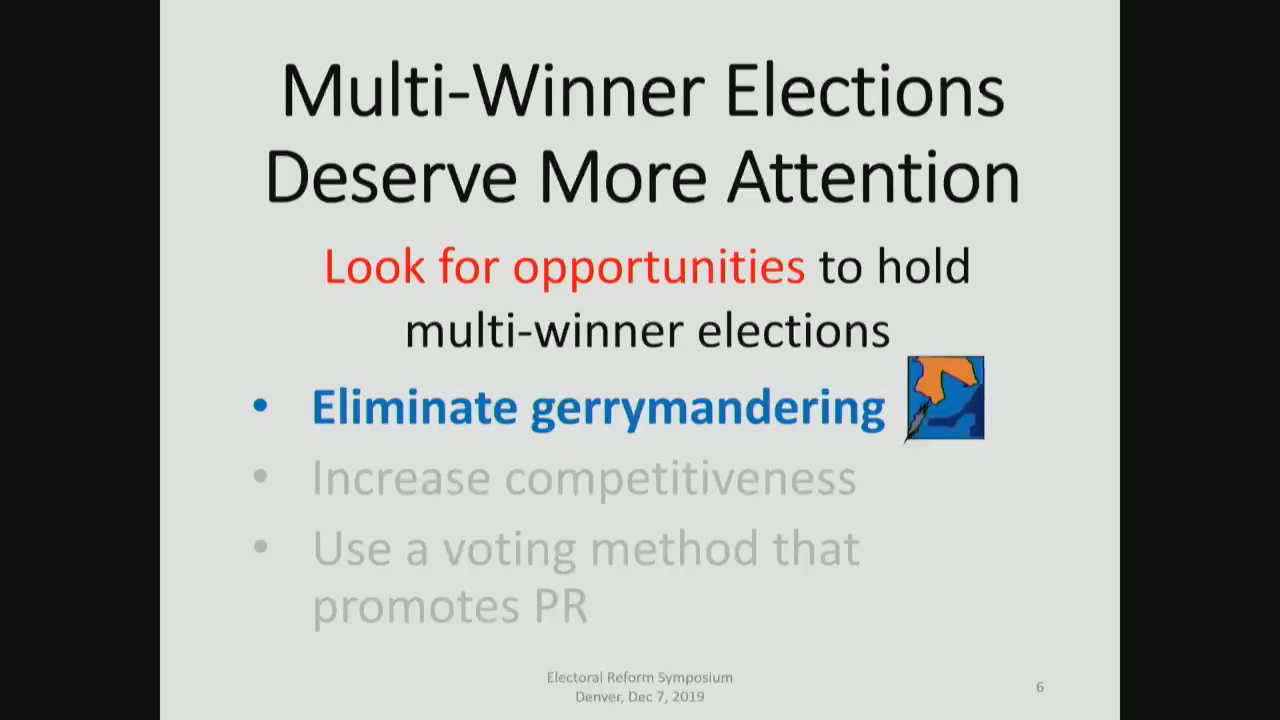 Multi-Winner Elections
Deserve More Attention
Look for opportunities to hold
multi-winner elections
• Eliminate gerrymandering
• Increase competitiveness
• Use a voting method that
promotes PR
Electoral Reform Symposium
Denver, Dec 7, 2019
6